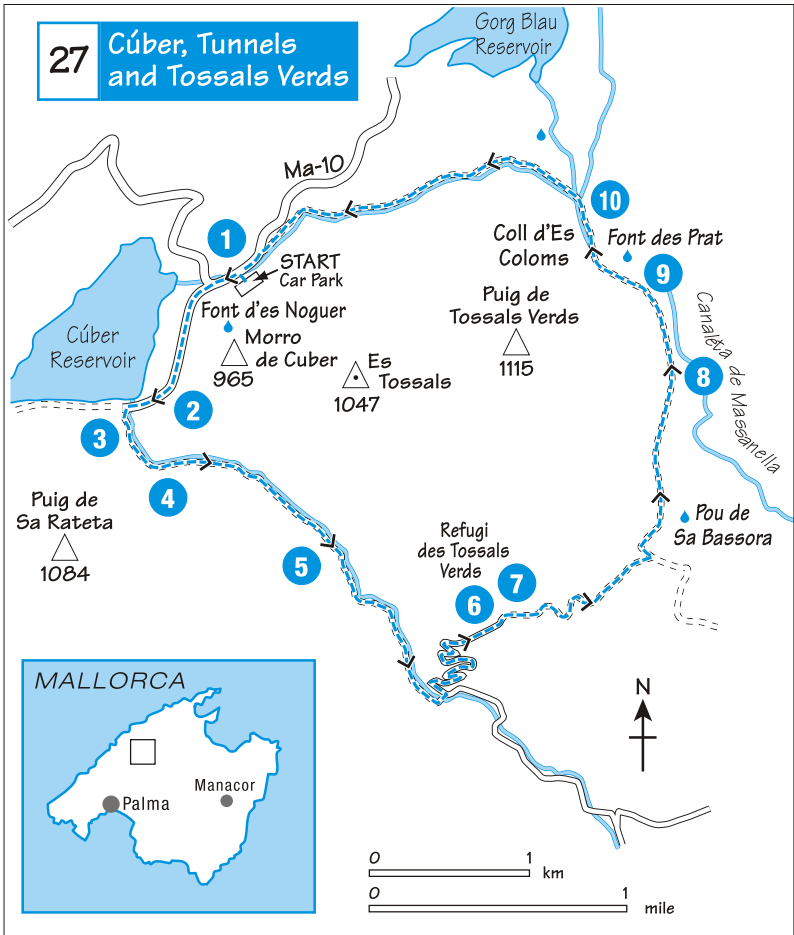 27
Cúber, Tunnels
and Tossals Verds
Gorg Blau
Reservoir
Ma-10
1
START
Car Park
10
Coll d'Es
Coloms
Font des Prat
9
Font d'es Noguer
Cúber
Reservoir
Morro
de Cuber
965
Es
Tossals
1047
Puig de
Tossals Verds
1115
Canaleta de Massanella
8
2
3
4
Puig de
Sa Rateta
1084
5
Refugi
des Tossals
Verds
6
7
Pou de
Sa Bassora
MALLORCA
Palma
Manacor
N
0 1
km
0 1
mile